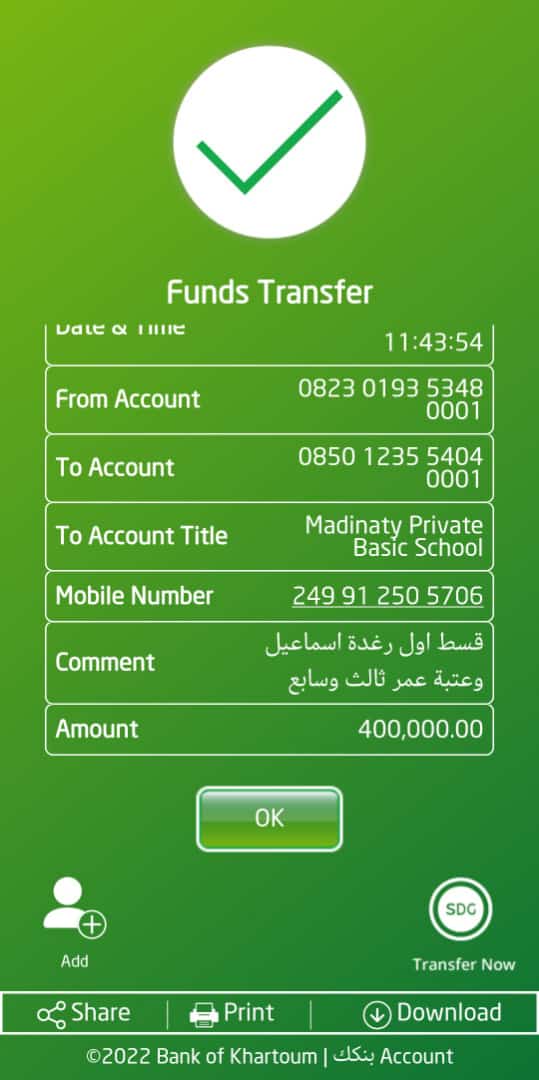 Funds Transfer
Date & Time
11:43:54
From Account
0823 0193 5348
0001
To Account
0850 1235 5404
0001
To Account Title
Madinaty Private
Basic School
Mobile Number
249 91 250 5706
Comment
قسط اول رغدة اسماعيل
وعتبة عمر ثالث وسابع
Amount
400,000.00
OK
Add
SDG
Transfer Now
Share
Print
Download
©2022 Bank of Khartoum | بنكك Account